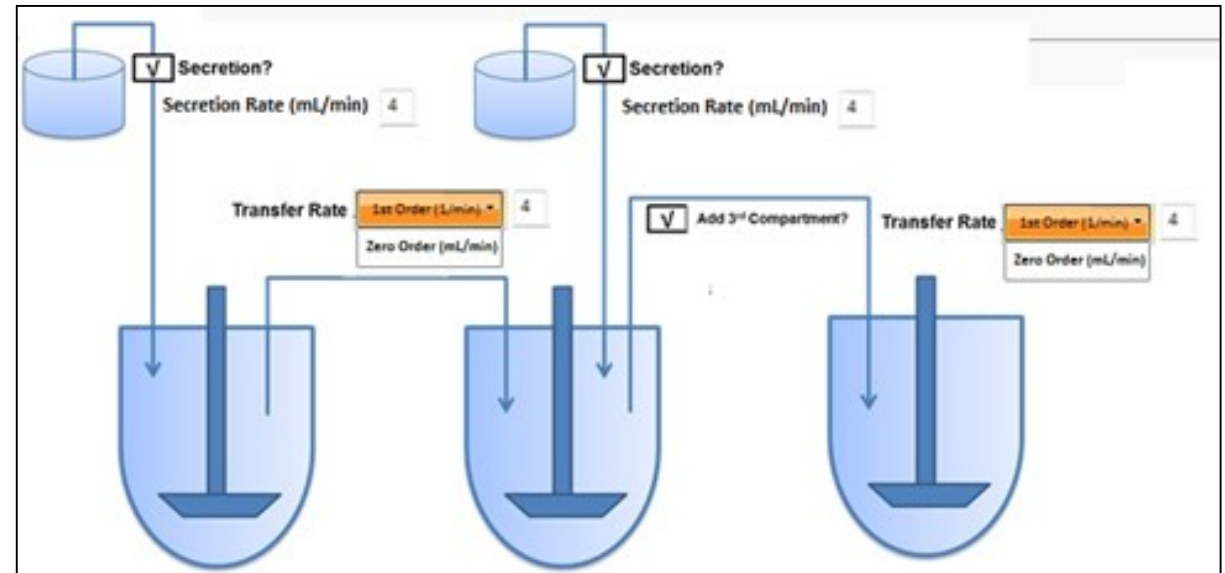 √ Secretion?
Secretion Rate (mL/min) 4
√ Secretion?
Secretion Rate (mL/min) 4
Transfer Rate 1st Order (1/min) 4
Zero Order (mL/min)
√ Add 3rd Compartment?
Transfer Rate 1st Order (1/min) 4
Zero Order (mL/min)